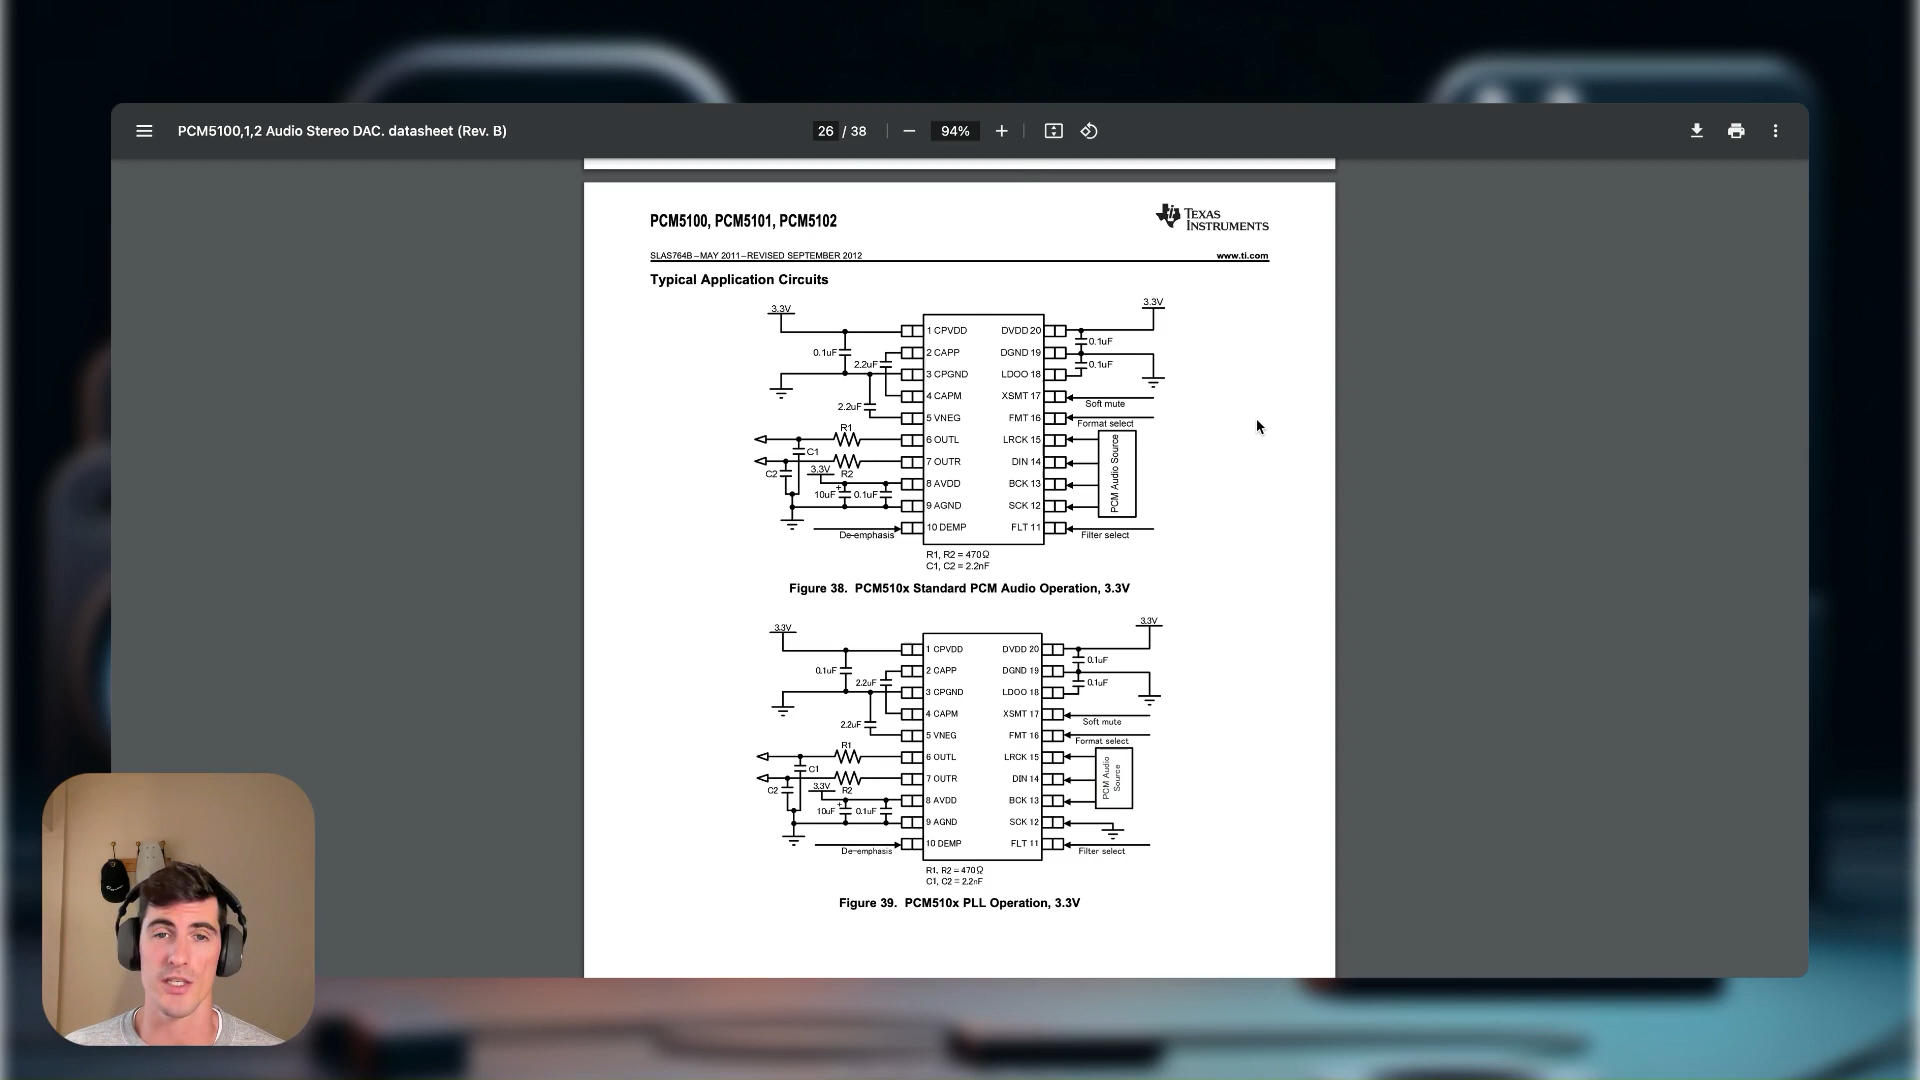 PCM5100,1,2 Audio Stereo DAC. datasheet (Rev. B)
26 / 38
94%
PCM5100, PCM5101, PCM5102
TEXAS
INSTRUMENTS
SLAS764B–MAY 2011–REVISED SEPTEMBER 2012
www.ti.com
Typical Application Circuits
3.3V
3.3V
1 CPVDD
DVDD 20
0.1uF
0.1uF
2 CAPP
DGND 19
2.2uF
0.1uF
3 CPGND
LDOO 18
4 CAPM
XSMT 17
2.2uF
Soft mute
5 VNEG
FMT 16
Format select
R1
6 OUTL
LRCK 15
C1
7 OUTR
DIN 14
C2
3.3V
R2
8 AVDD
BCK 13
+
10uF
0.1uF
9 AGND
SCK 12
PCM Audio Source
10 DEMP
FLT 11
De-emphasis
Filter select
R1, R2 = 470Ω
C1, C2 = 2.2nF
Figure 38. PCM510x Standard PCM Audio Operation, 3.3V
3.3V
3.3V
1 CPVDD
DVDD 20
0.1uF
0.1uF
2 CAPP
DGND 19
2.2uF
0.1uF
3 CPGND
LDOO 18
4 CAPM
XSMT 17
2.2uF
Soft mute
5 VNEG
FMT 16
Format select
R1
6 OUTL
LRCK 15
C1
7 OUTR
DIN 14
C2
3.3V
R2
8 AVDD
BCK 13
+
10uF
0.1uF
PCM Audio
Source
9 AGND
SCK 12
10 DEMP
FLT 11
De-emphasis
Filter select
R1, R2 = 470Ω
C1, C2 = 2.2nF
Figure 39. PCM510x PLL Operation, 3.3V